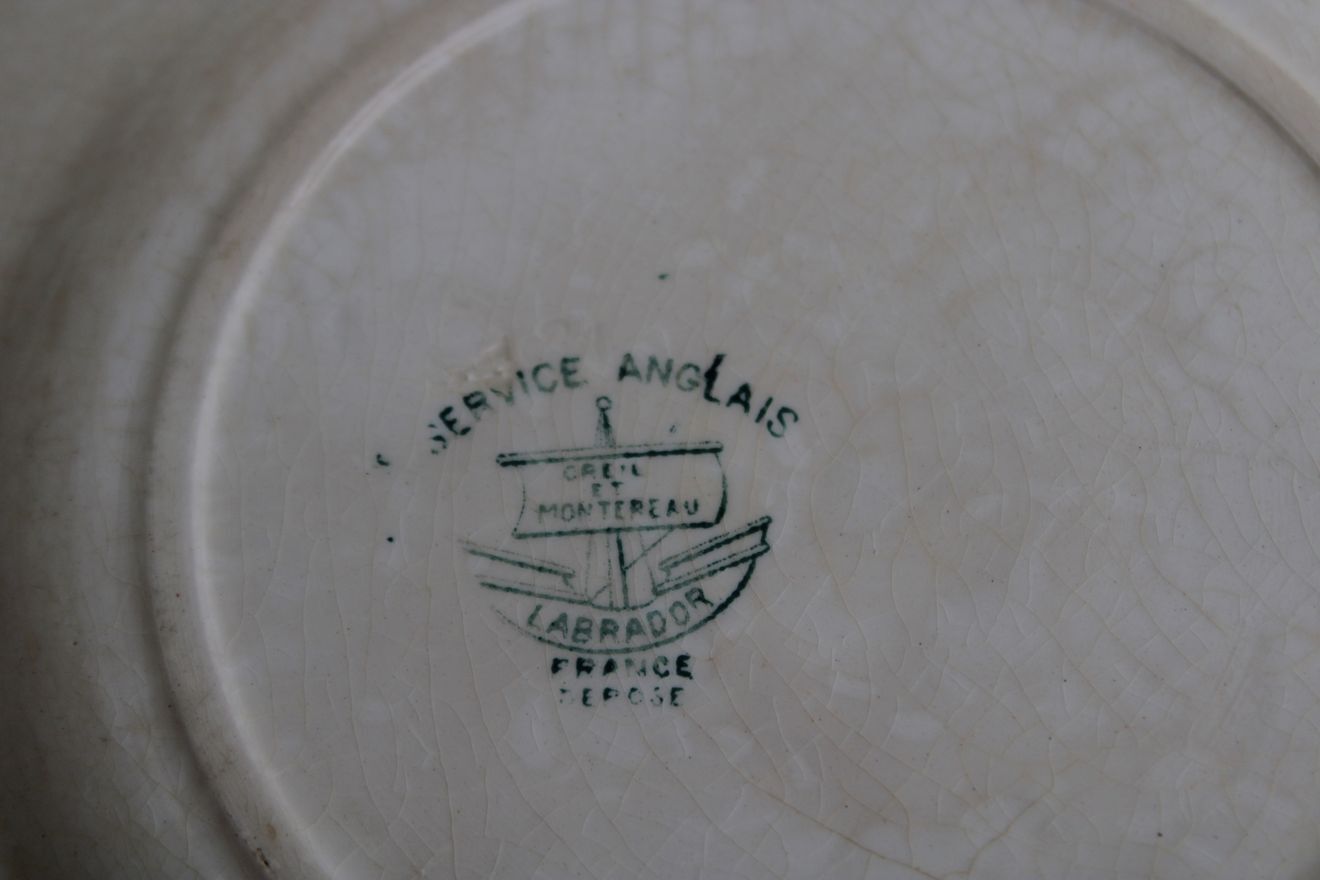 SERVICE ANGLAIS
CREIL
ET
MONTEREAU
LABRADOR
FRANCE
DEPOSE